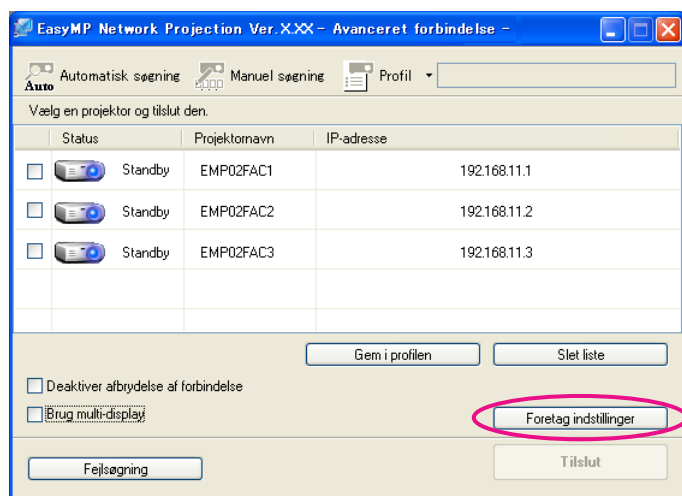 EasyMP Network Projection Ver.X.XX - Avanceret forbindelse -
Auto Automatisk søgning Manuel søgning Profil
Vælg en projektor og tilslut den.
Status Projektornavn IP-adresse
Standby EMP02FAC1 192.168.11.1
Standby EMP02FAC2 192.168.11.2
Standby EMP02FAC3 192.168.11.3
Gem i profilen Slet liste
Deaktiver afbrydelse af forbindelse
Brug multi-display Foretag indstillinger
Fejlsøgning Tilslut